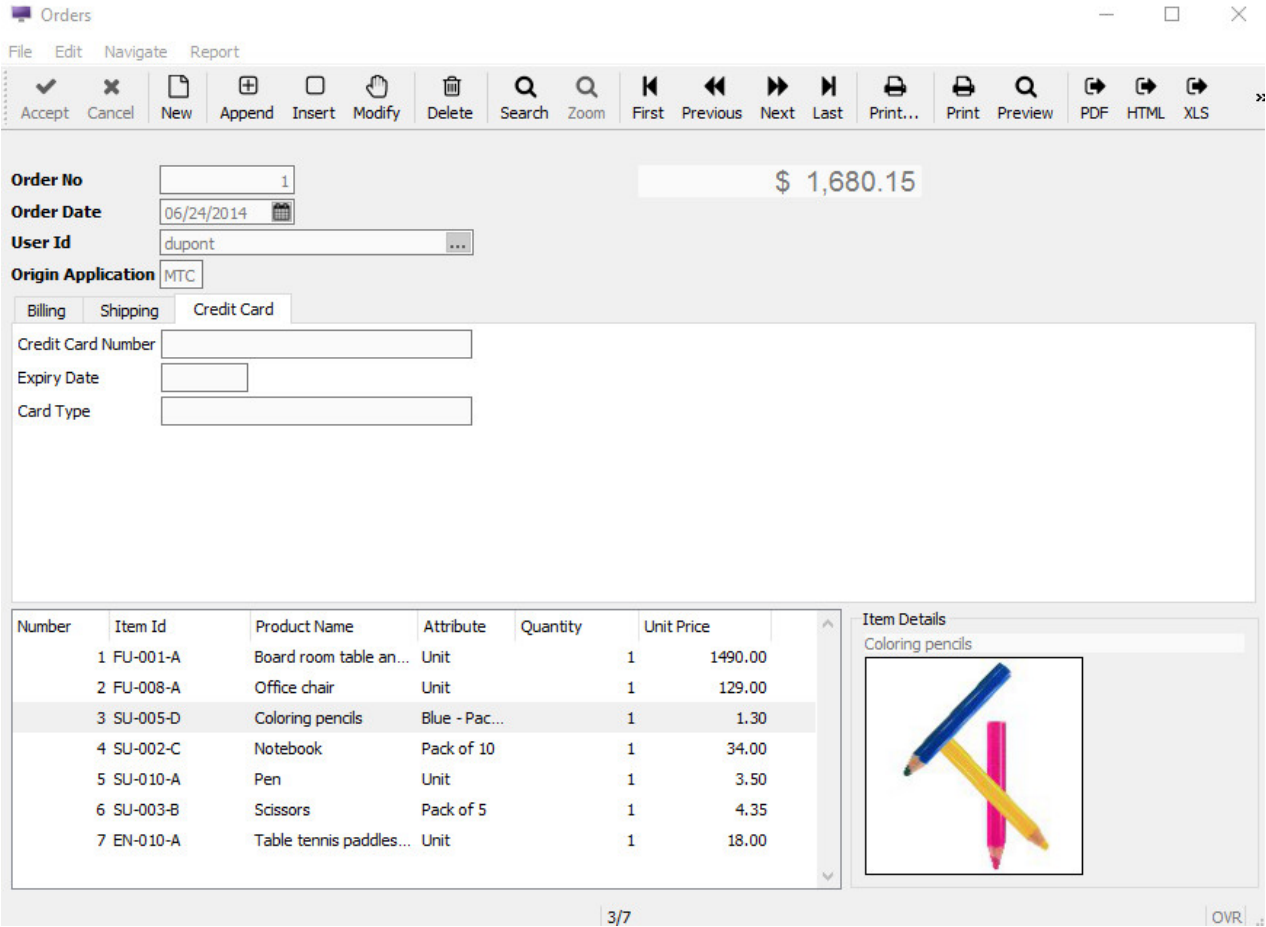 Orders
File Edit Navigate Report
Accept Cancel New Append Insert Modify Delete Search Zoom First Previous Next Last Print... Print Preview PDF HTML XLS »
Order No 1 $ 1,680.15
Order Date 06/24/2014
User Id dupont ...
Origin Application MTC
Billing Shipping Credit Card
Credit Card Number
Expiry Date
Card Type
Number Item Id Product Name Attribute Quantity Unit Price Item Details
Coloring pencils
1 FU-001-A Board room table an... Unit 1 1490.00
2 FU-008-A Office chair Unit 1 129.00
3 SU-005-D Coloring pencils Blue - Pac... 1 1.30
4 SU-002-C Notebook Pack of 10 1 34.00
5 SU-010-A Pen Unit 1 3.50
6 SU-003-B Scissors Pack of 5 1 4.35
7 EN-010-A Table tennis paddles... Unit 1 18.00
3/7 OVR